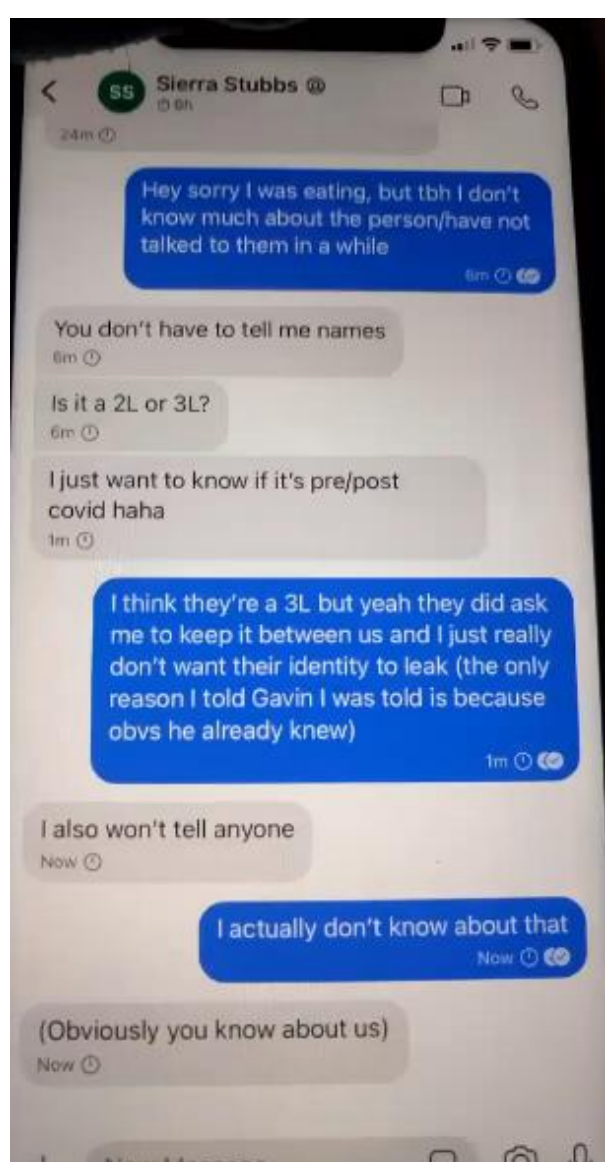 SS
Sierra Stubbs
24m
Hey sorry I was eating, but tbh I don't
know much about the person/have not
talked to them in a while
6m
You don't have to tell me names
6m
Is it a 2L or 3L?
6m
I just want to know if it's pre/post
covid haha
1m
I think they're a 3L but yeah they did ask
me to keep it between us and I just really
don't want their identity to leak (the only
reason I told Gavin I was told is because
obvs he already knew)
1m
I also won't tell anyone
Now
I actually don't know about that
Now
(Obviously you know about us)
Now